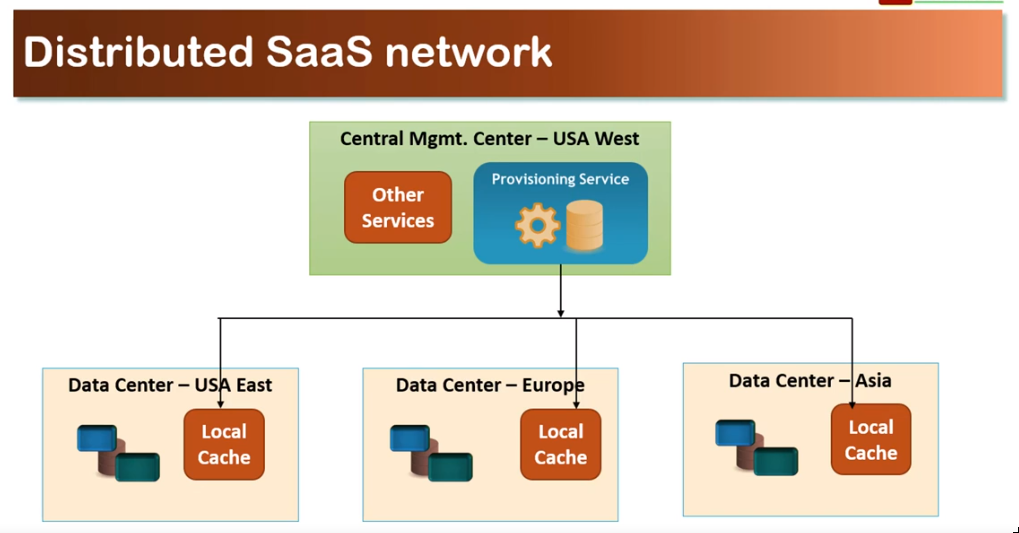 Distributed SaaS network
Central Mgmt. Center – USA West
Other
Services
Provisioning Service
Data Center – USA East
Local
Cache
Data Center – Europe
Local
Cache
Data Center – Asia
Local
Cache